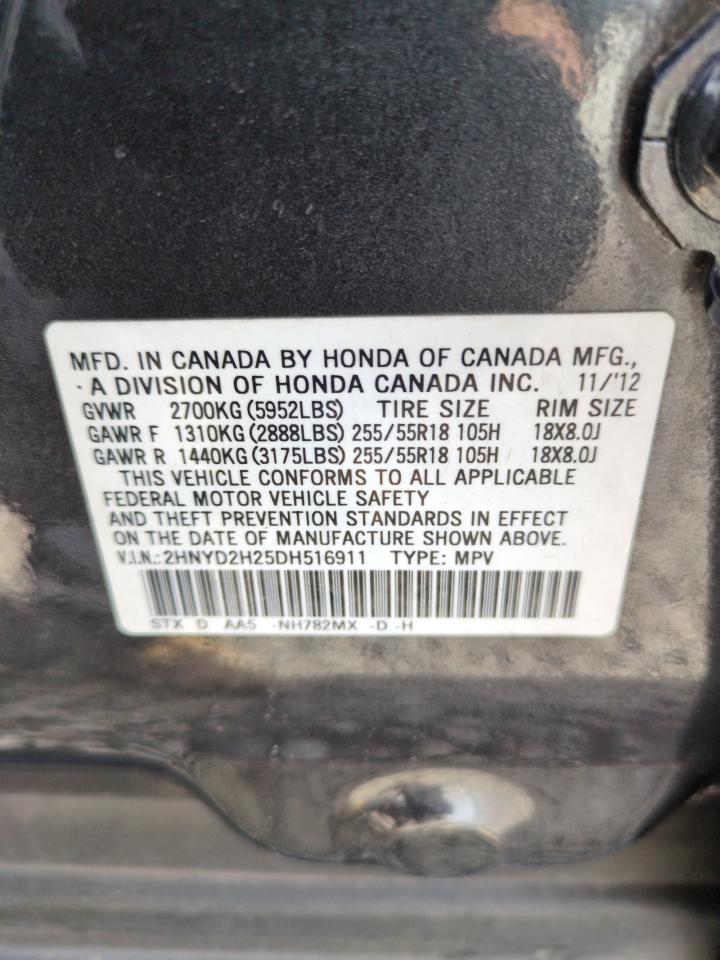 MFD. IN CANADA BY HONDA OF CANADA MFG.,
A DIVISION OF HONDA CANADA INC. 11/'12
GVWR 2700KG(5952LBS) TIRE SIZE RIM SIZE
GAWR F 1310KG(2888LBS) 255/55R18 105H 18X8.0J
GAWR R 1440KG(3175LBS) 255/55R18 105H 18X8.0J
THIS VEHICLE CONFORMS TO ALL APPLICABLE
FEDERAL MOTOR VEHICLE SAFETY
AND THEFT PREVENTION STANDARDS IN EFFECT
ON THE DATE OF MANUFACTURE SHOWN ABOVE.
V.I.N.: 2HNYD2H25DH516911 TYPE: MPV
STX D AA5 -NH782MX -D -H